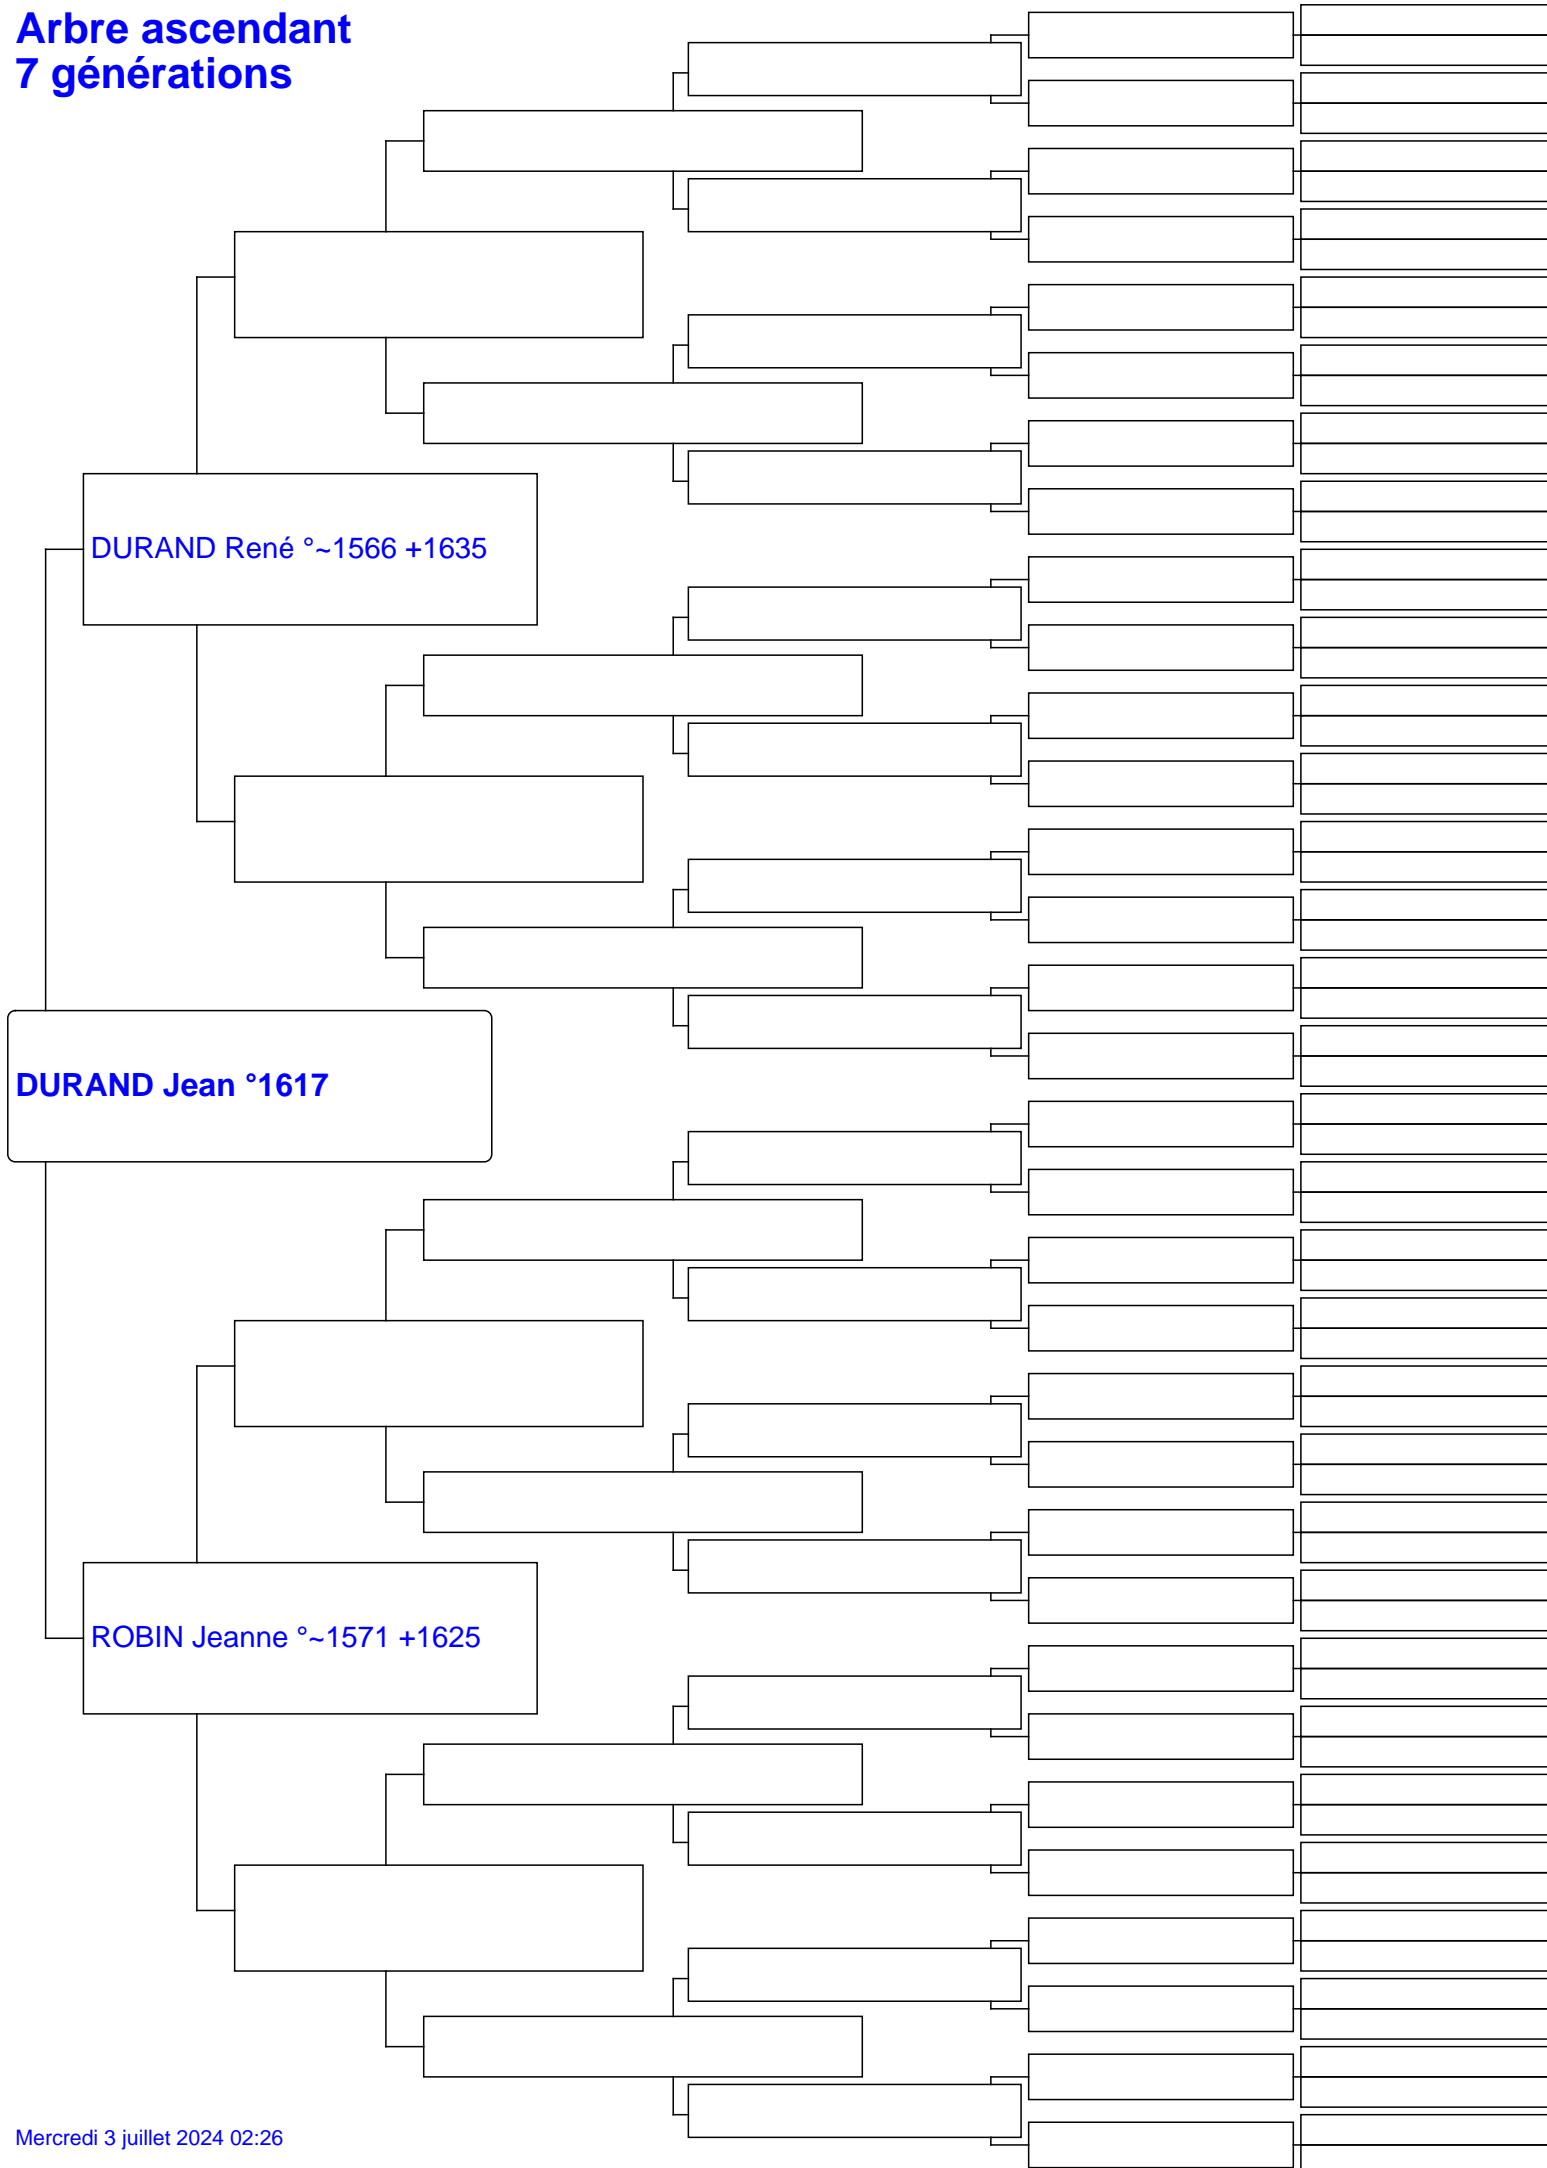 Arbre ascendant
7 générations
DURAND René °~1566 +1635
DURAND Jean °1617
ROBIN Jeanne °~1571 +1625
Mercredi 3 juillet 2024 02:26